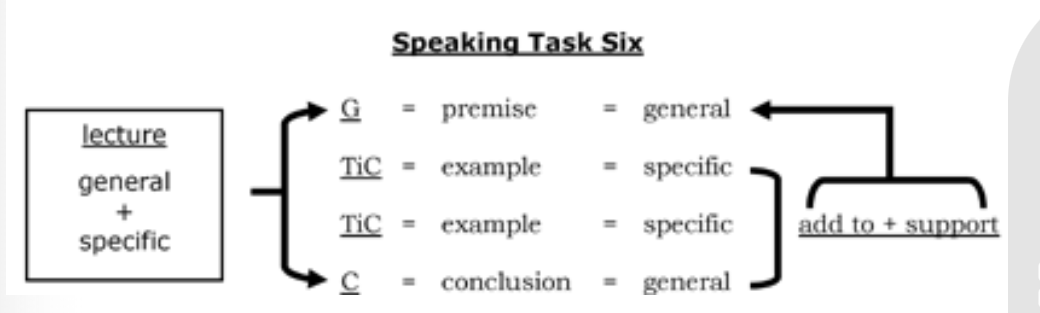 Speaking Task Six
lecture
general
+
specific
G = premise = general
TiC = example = specific
TiC = example = specific
C = conclusion = general
add to + support